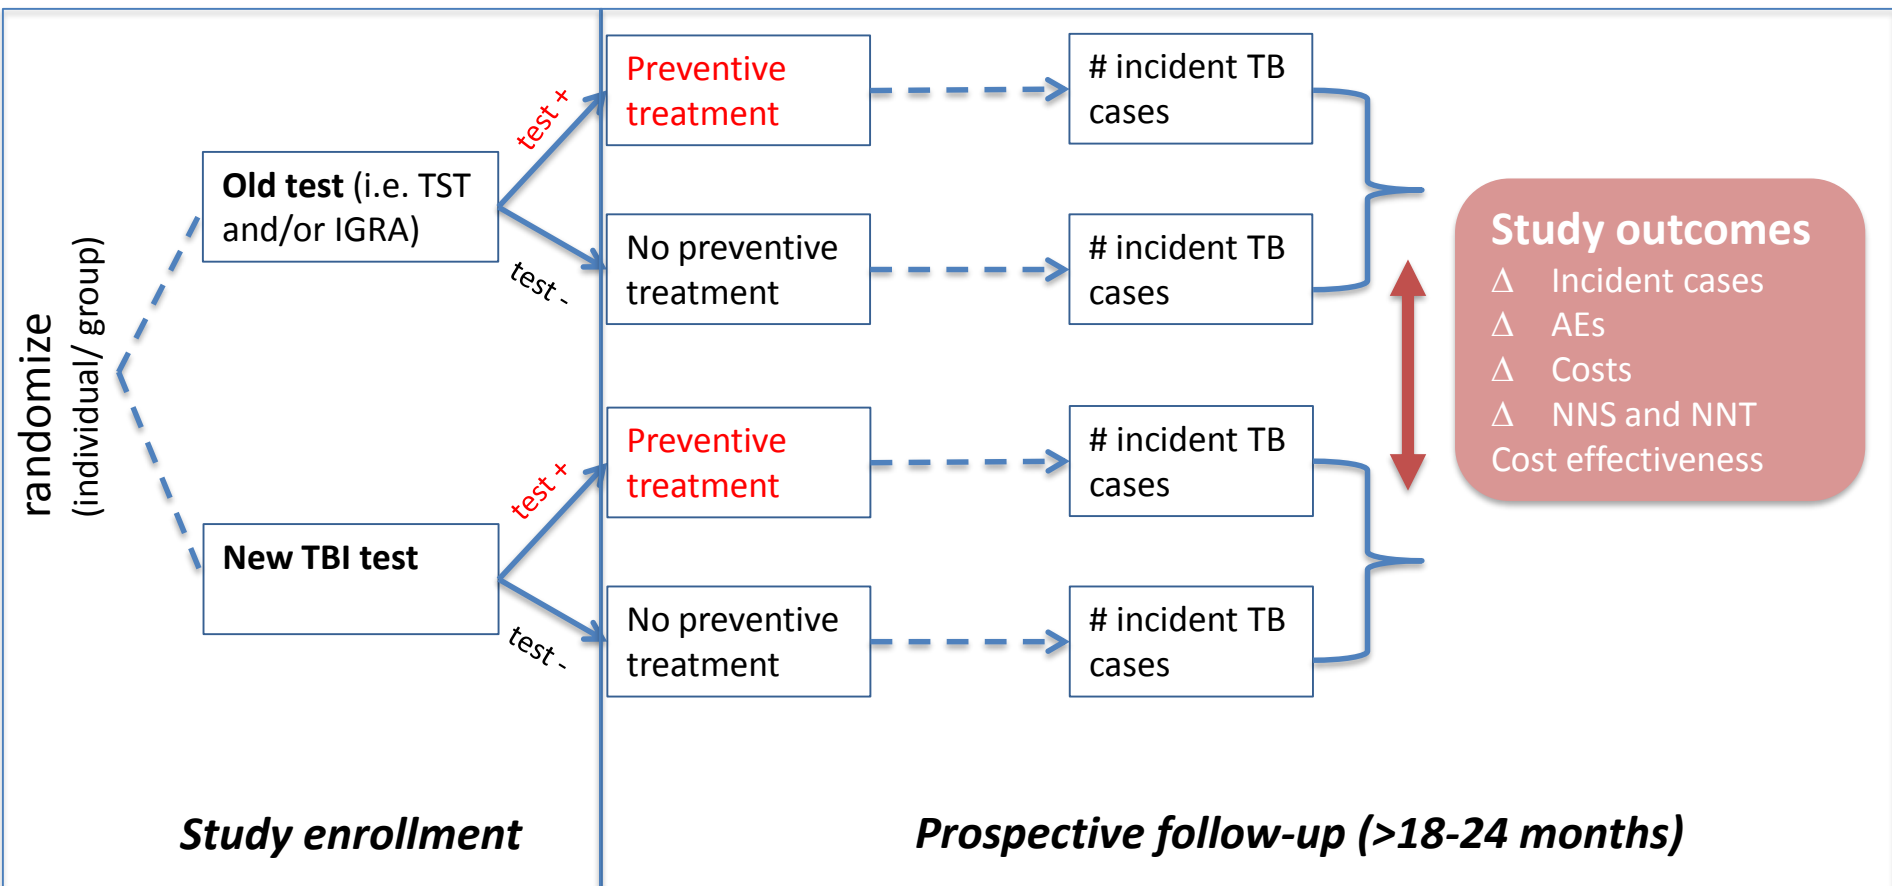 randomize
(individual/ group)
Old test (i.e. TST
and/or IGRA)
test +
test -
Preventive
treatment
# incident TB
cases
No preventive
treatment
# incident TB
cases
New TBI test
test +
test -
Preventive
treatment
# incident TB
cases
No preventive
treatment
# incident TB
cases
Study outcomes
Δ Incident cases
Δ AEs
Δ Costs
Δ NNS and NNT
Cost effectiveness
Study enrollment
Prospective follow-up (>18-24 months)